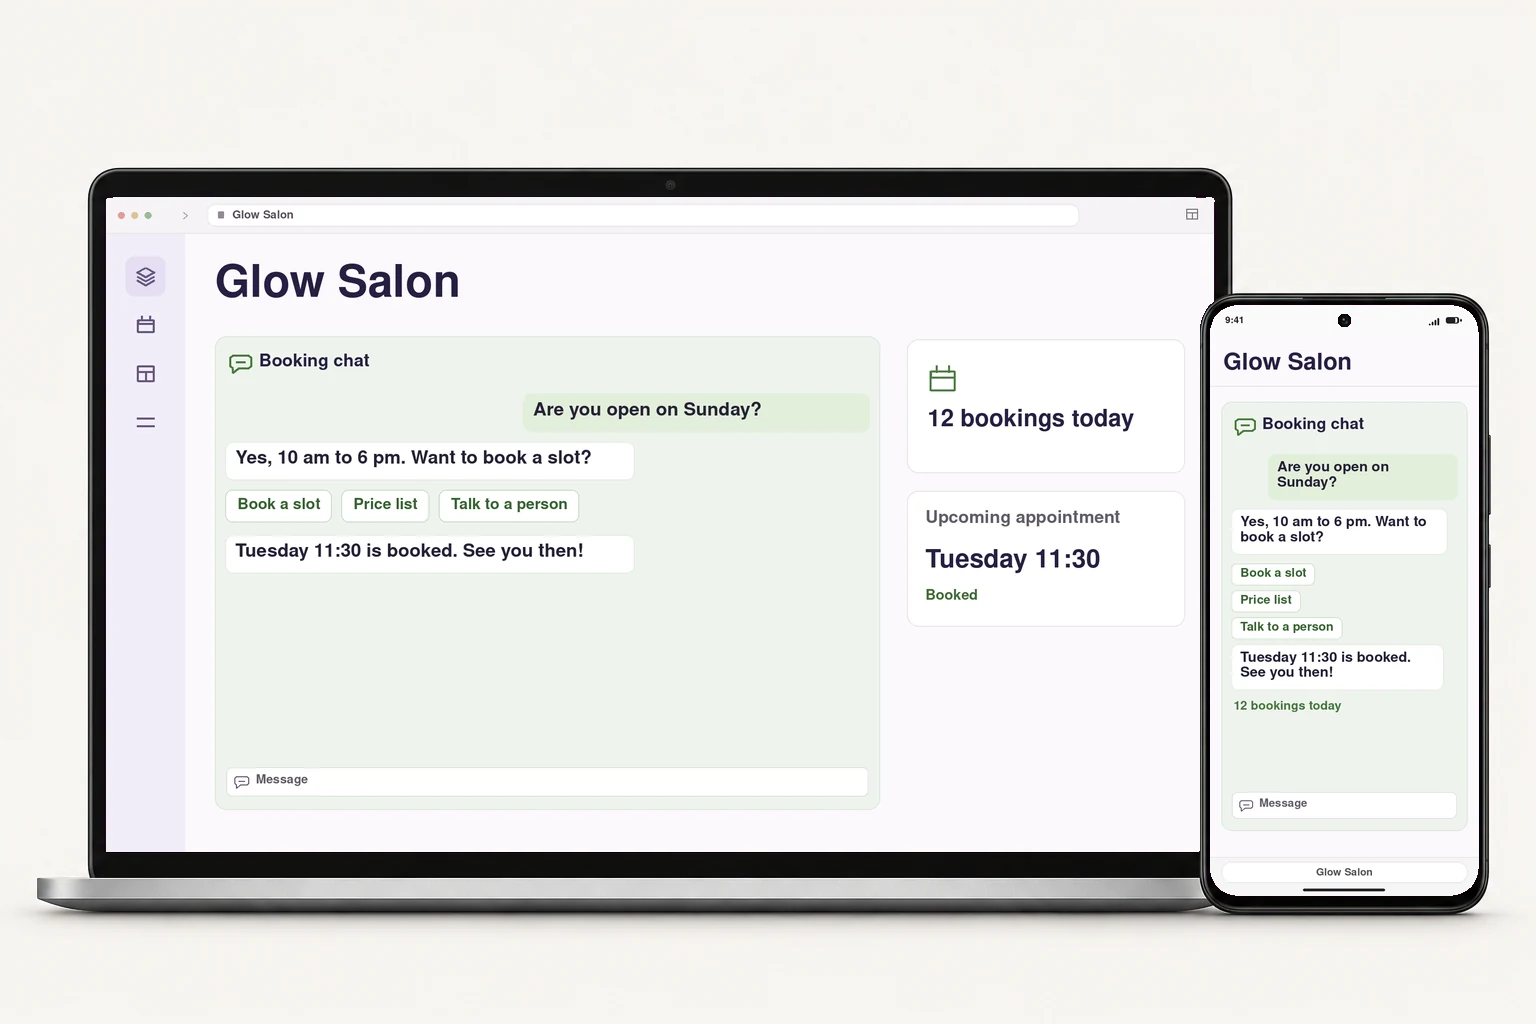 Glow Salon
Glow Salon
Booking chat
Are you open on Sunday?
Yes, 10 am to 6 pm. Want to book a slot?
Book a slot
Price list
Talk to a person
Tuesday 11:30 is booked. See you then!
Message
12 bookings today
Upcoming appointment
Tuesday 11:30
Booked
9:41
Glow Salon
Booking chat
Are you open on
Sunday?
Yes, 10 am to 6 pm. Want to
book a slot?
Book a slot
Price list
Talk to a person
Tuesday 11:30 is booked.
See you then!
12 bookings today
Message
Glow Salon